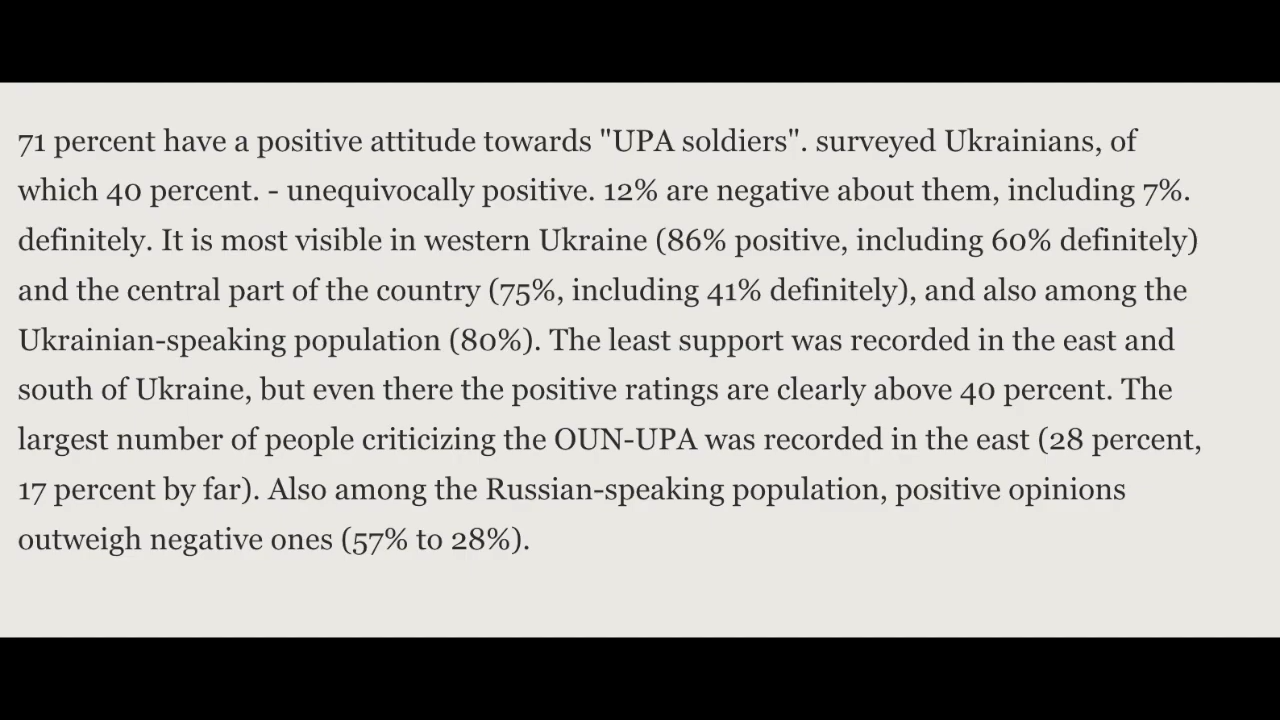 71 percent have a positive attitude towards "UPA soldiers". surveyed Ukrainians, of
which 40 percent. - unequivocally positive. 12% are negative about them, including 7%.
definitely. It is most visible in western Ukraine (86% positive, including 60% definitely)
and the central part of the country (75%, including 41% definitely), and also among the
Ukrainian-speaking population (80%). The least support was recorded in the east and
south of Ukraine, but even there the positive ratings are clearly above 40 percent. The
largest number of people criticizing the OUN-UPA was recorded in the east (28 percent,
17 percent by far). Also among the Russian-speaking population, positive opinions
outweigh negative ones (57% to 28%).